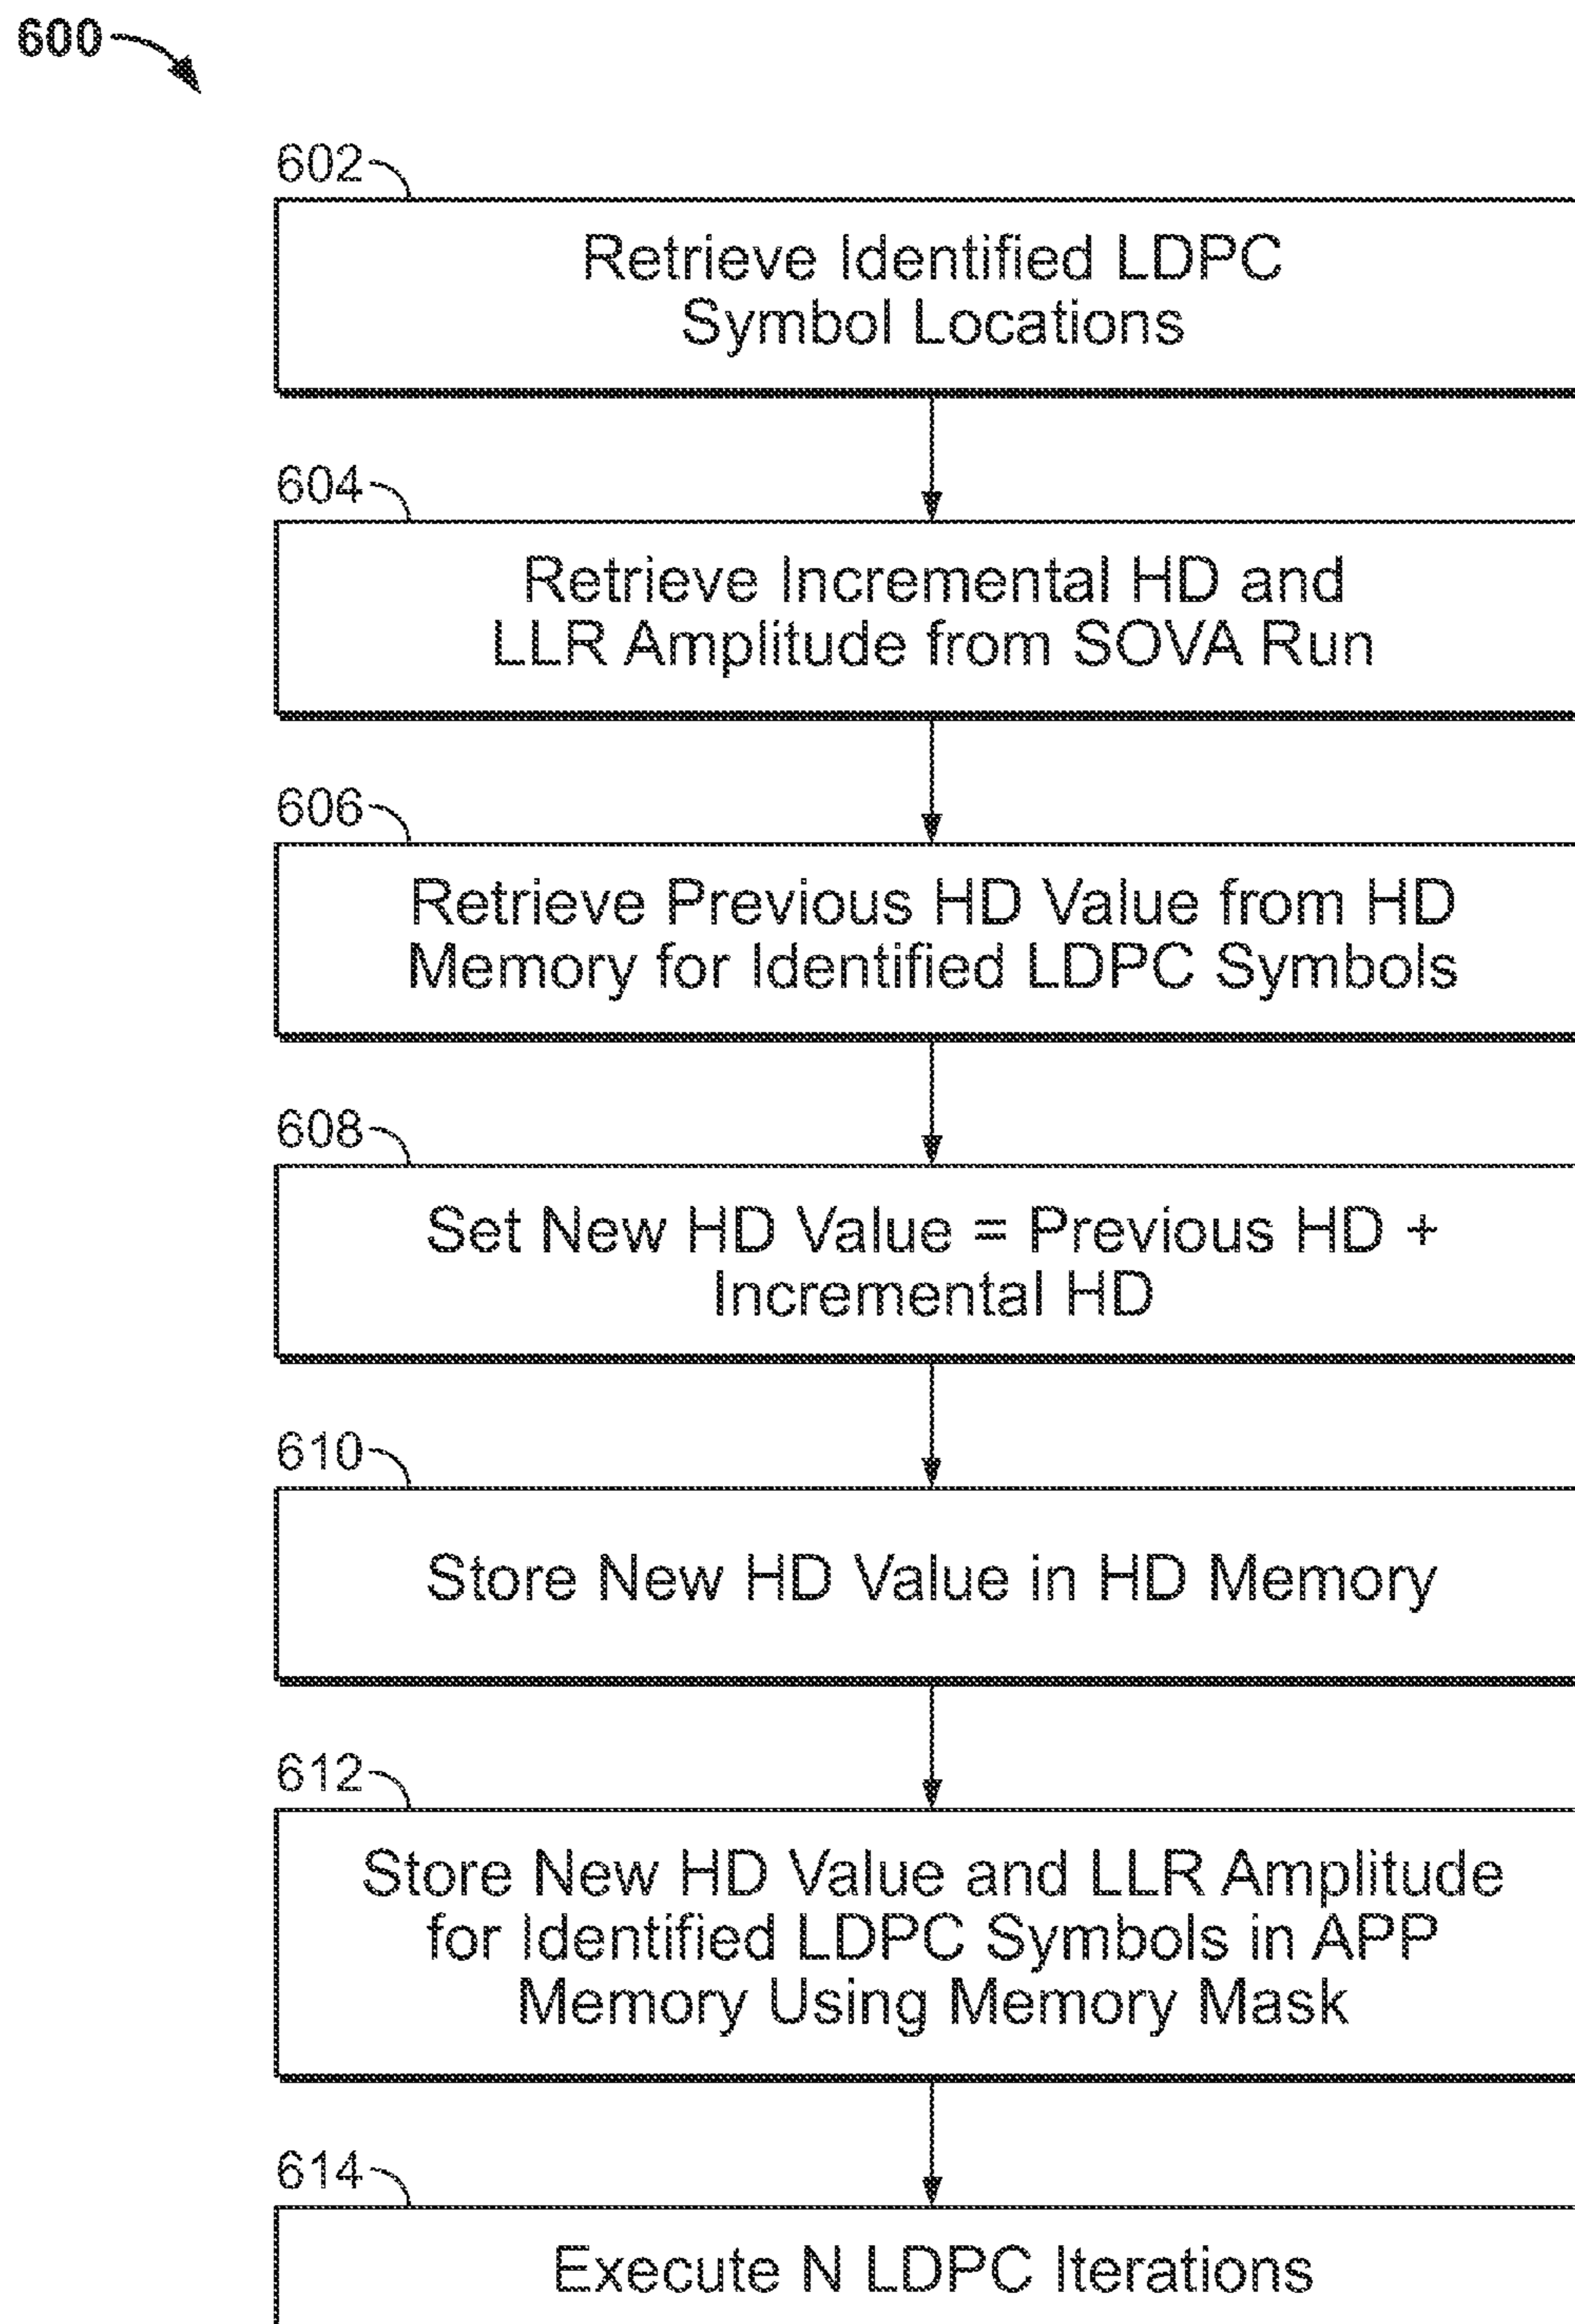 600
602
Retrieve Identified LDPC
Symbol Locations
604
Retrieve Incremental HD and
LLR Amplitude from SOVA Run
606
Retrieve Previous HD Value from HD
Memory for Identified LDPC Symbols
608
Set New HD Value = Previous HD +
Incremental HD
610
Store New HD Value in HD Memory
612
Store New HD Value and LLR Amplitude
for Identified LDPC Symbols in APP
Memory Using Memory Mask
614
Execute N LDPC Iterations